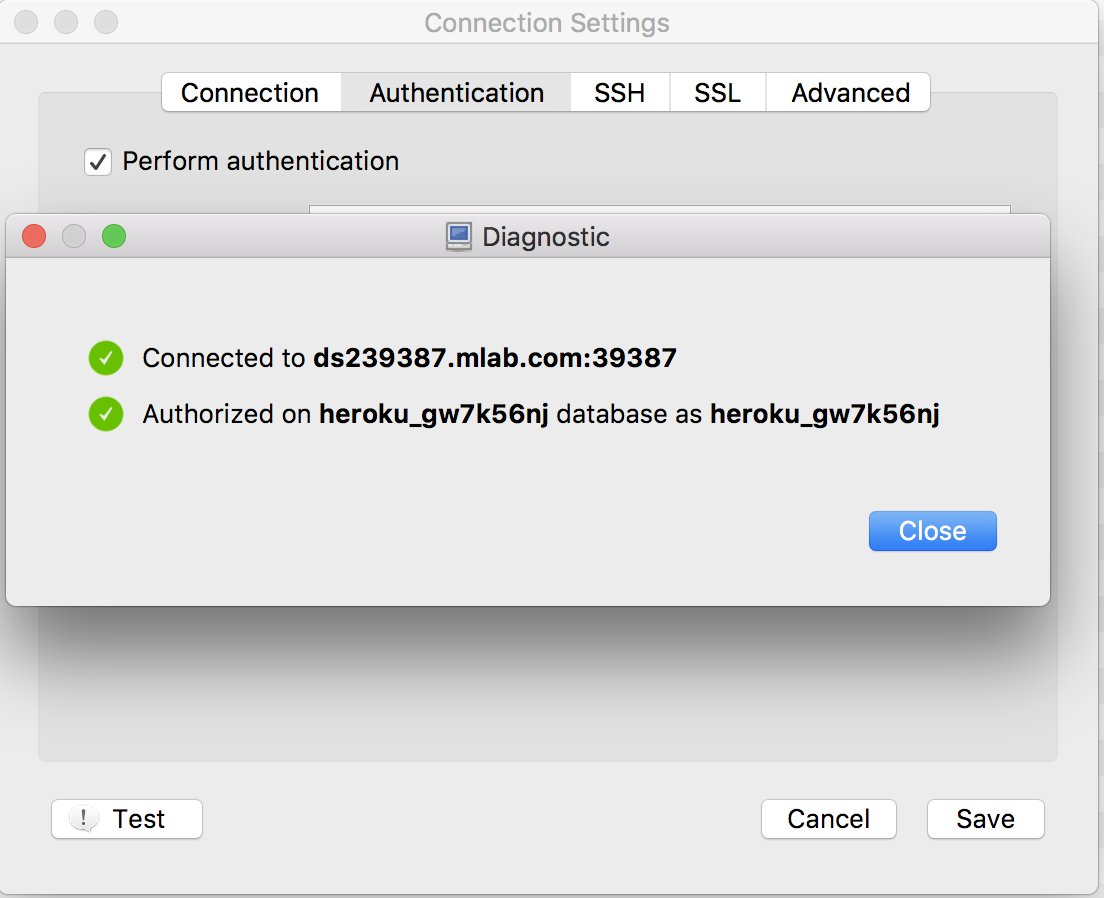 Connection Settings
Connection Authentication SSH SSL Advanced
Perform authentication
Diagnostic
Connected to ds239387.mlab.com:39387
Authorized on heroku_gw7k56nj database as heroku_gw7k56nj
Close
Test Cancel Save